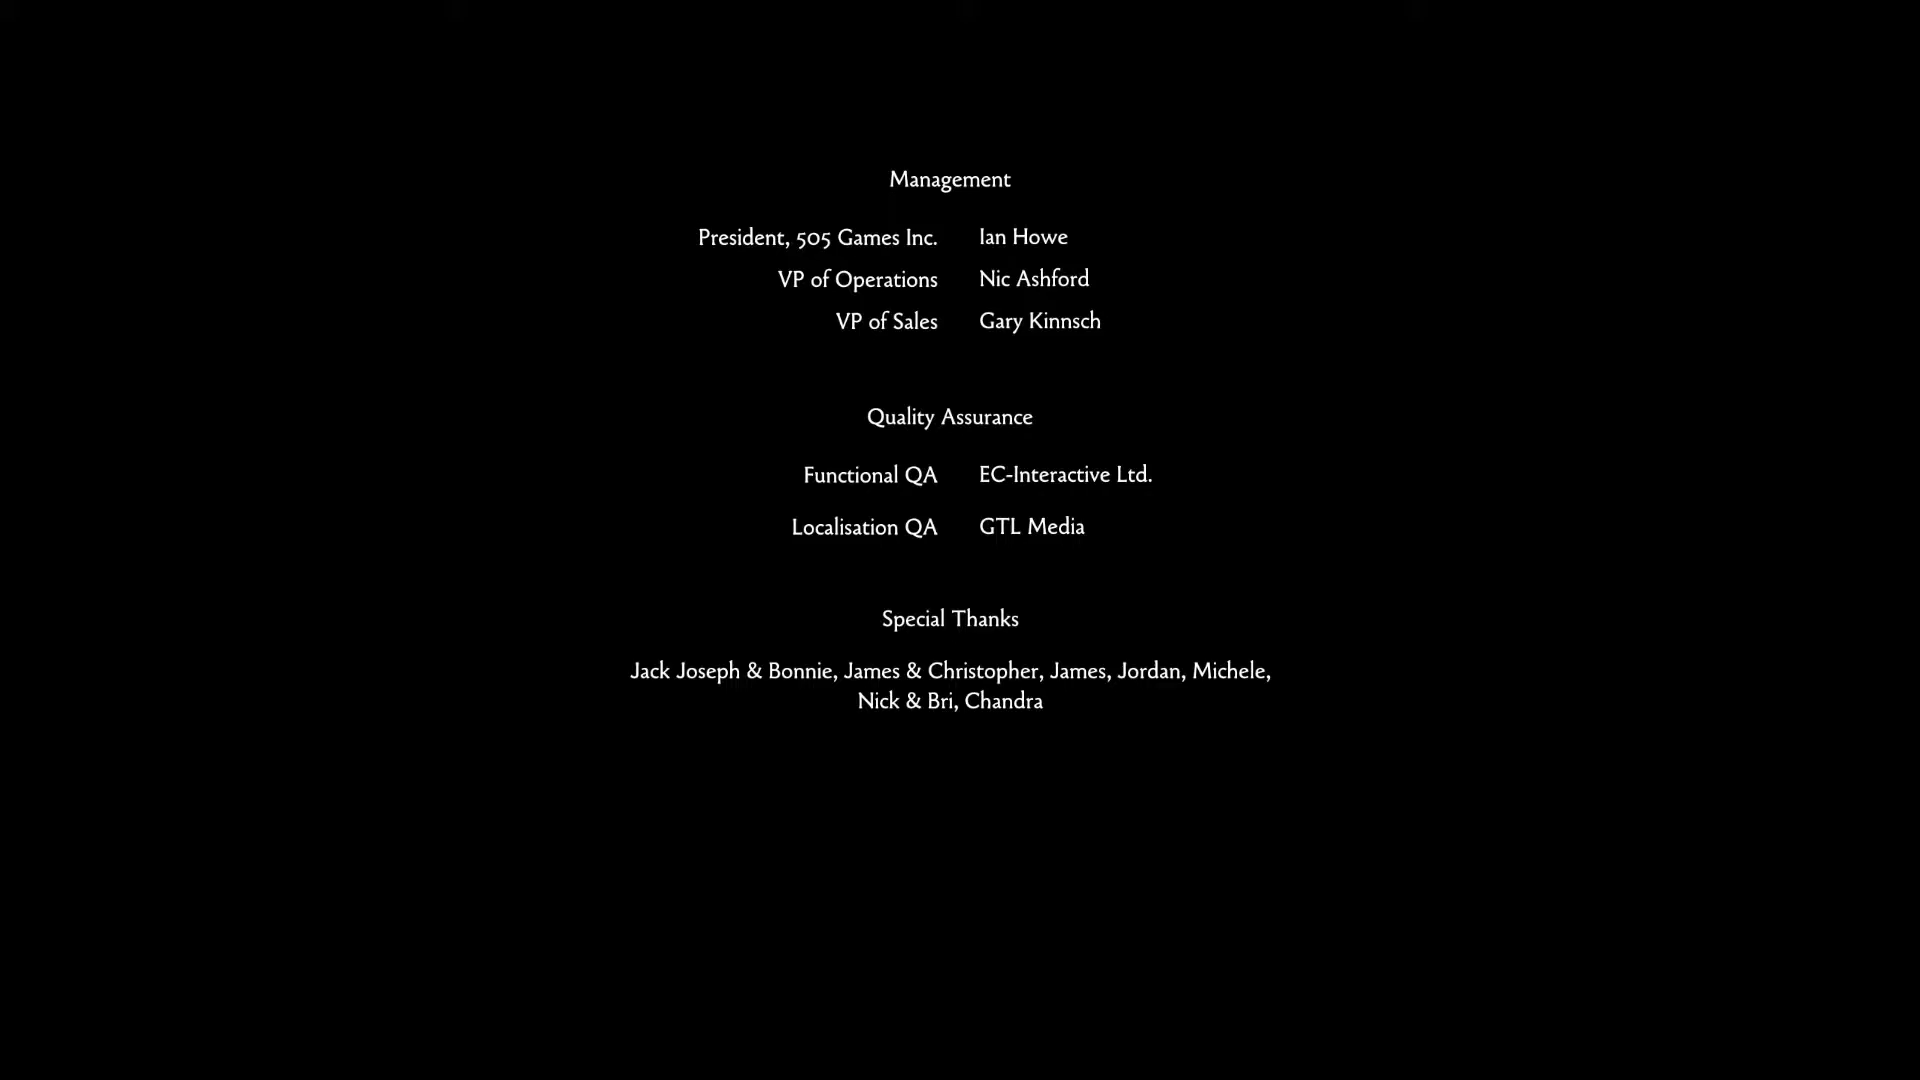 Management
President, 505 Games Inc. Ian Howe
VP of Operations Nic Ashford
VP of Sales Gary Kinnsch
Quality Assurance
Functional QA EC-Interactive Ltd.
Localisation QA GTL Media
Special Thanks
Jack Joseph & Bonnie, James & Christopher, James, Jordan, Michele,
Nick & Bri, Chandra